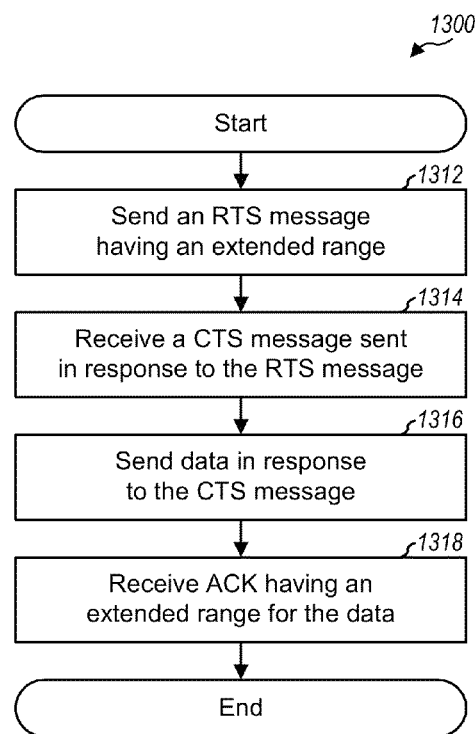 1300
Start
1312
Send an RTS message
having an extended range
1314
Receive a CTS message sent
in response to the RTS message
1316
Send data in response
to the CTS message
1318
Receive ACK having an
extended range for the data
End